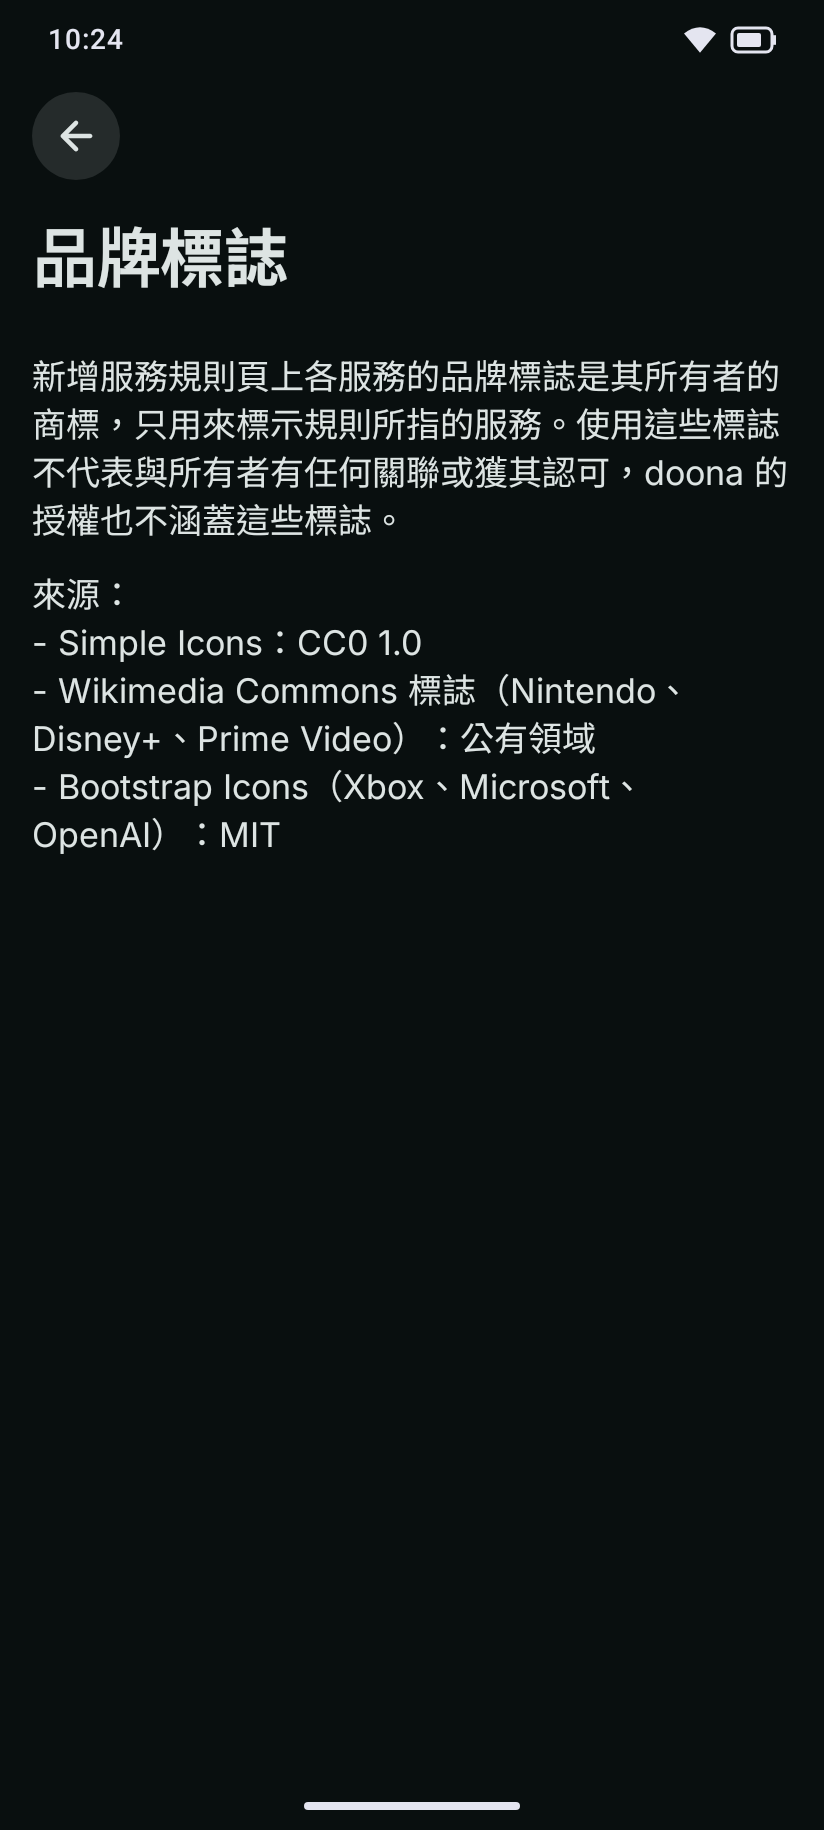 10:24
品牌標誌
新增服務規則頁上各服務的品牌標誌是其所有者的
商標，只用來標示規則所指的服務。使用這些標誌
不代表與所有者有任何關聯或獲其認可，doona 的
授權也不涵蓋這些標誌。
來源：
- Simple Icons：CC0 1.0
- Wikimedia Commons 標誌（Nintendo、
Disney+、Prime Video）：公有領域
- Bootstrap Icons（Xbox、Microsoft、
OpenAI）：MIT